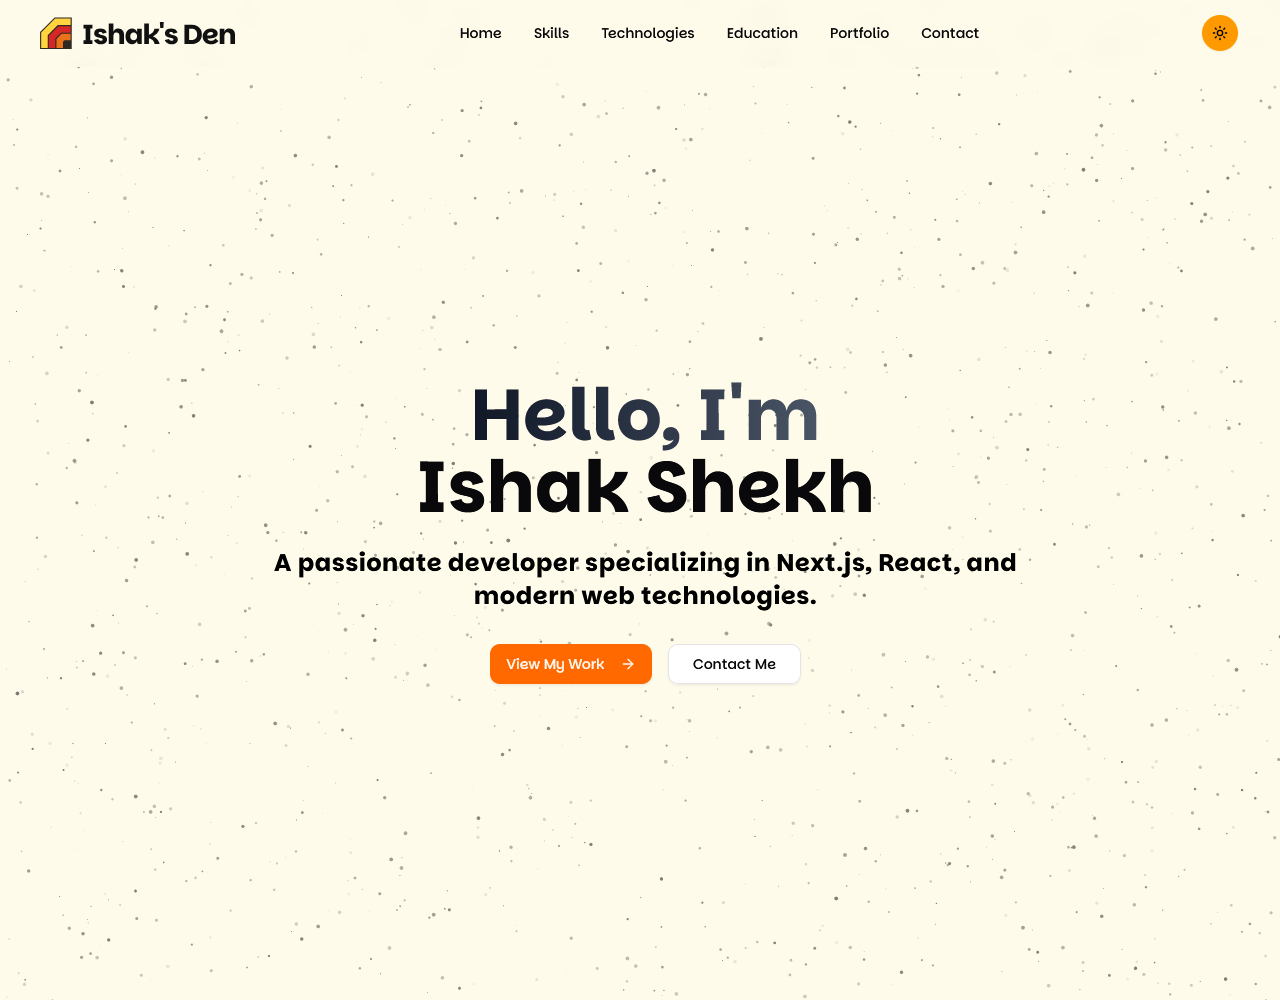 Ishak's Den
Home Skills Technologies Education Portfolio Contact
Hello, I'm
Ishak Shekh
A passionate developer specializing in Next.js, React, and
modern web technologies.
View My Work
Contact Me